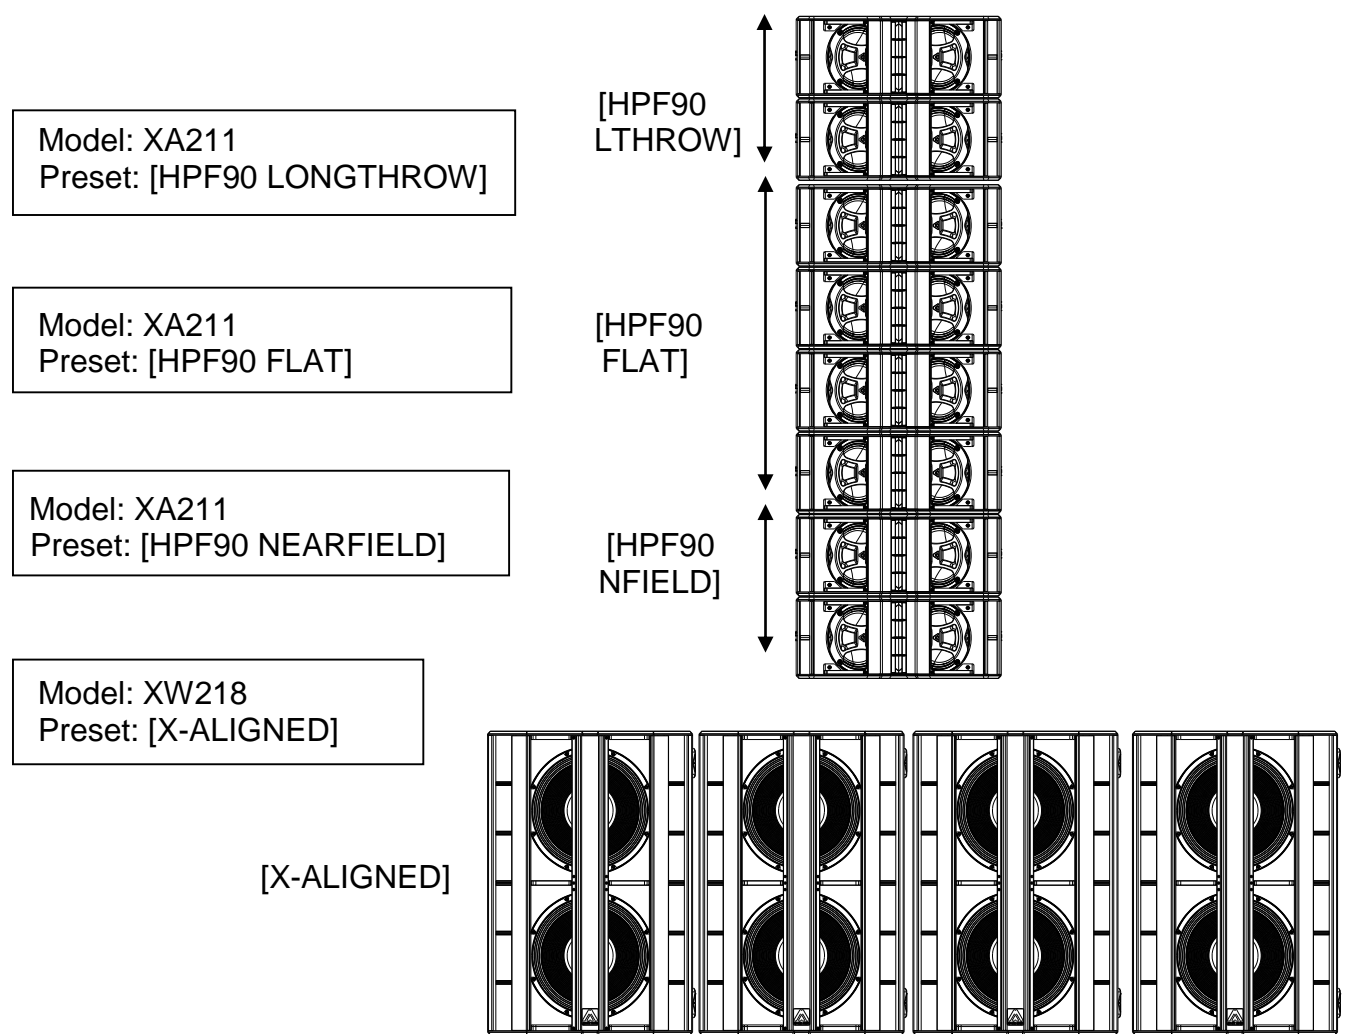 [HPF90
LTHROW]
Model: XA211
Preset: [HPF90 LONGTHROW]
Model: XA211
Preset: [HPF90 FLAT]
[HPF90
FLAT]
Model: XA211
Preset: [HPF90 NEARFIELD]
[HPF90
NFIELD]
Model: XW218
Preset: [X-ALIGNED]
[X-ALIGNED]